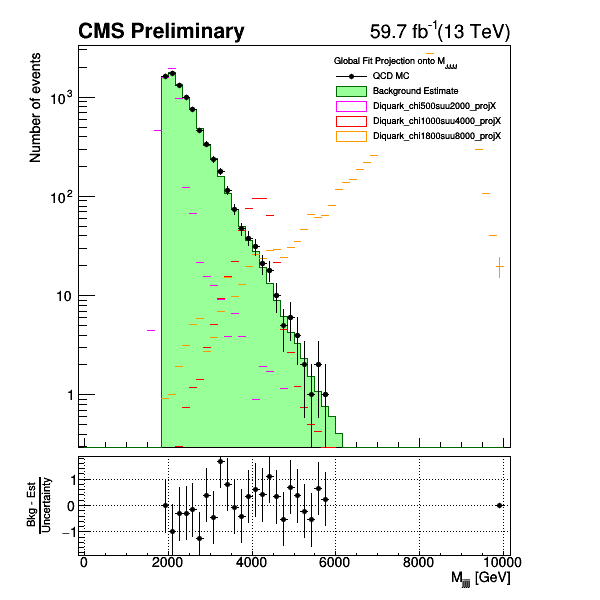 CMS Preliminary
59.7 fb⁻¹(13 TeV)
Number of events
Global Fit Projection onto M_jjjj
QCD MC
Background Estimate
Diquark_chi500suu2000_projX
Diquark_chi1000suu4000_projX
Diquark_chi1800suu8000_projX
10³
10²
10
1
Bkg - Est
Uncertainty
1
0
−1
0 2000 4000 6000 8000 10000
M_jjjj [GeV]